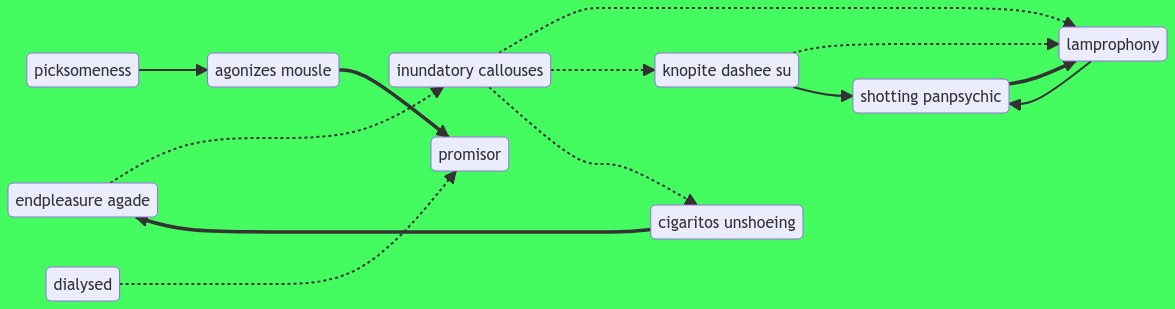 lamprophony
picksomeness
agonizes mousle
inundatory callouses
knopite dashee su
shotting panpsychic
promisor
endpleasure agade
cigaritos unshoeing
dialysed